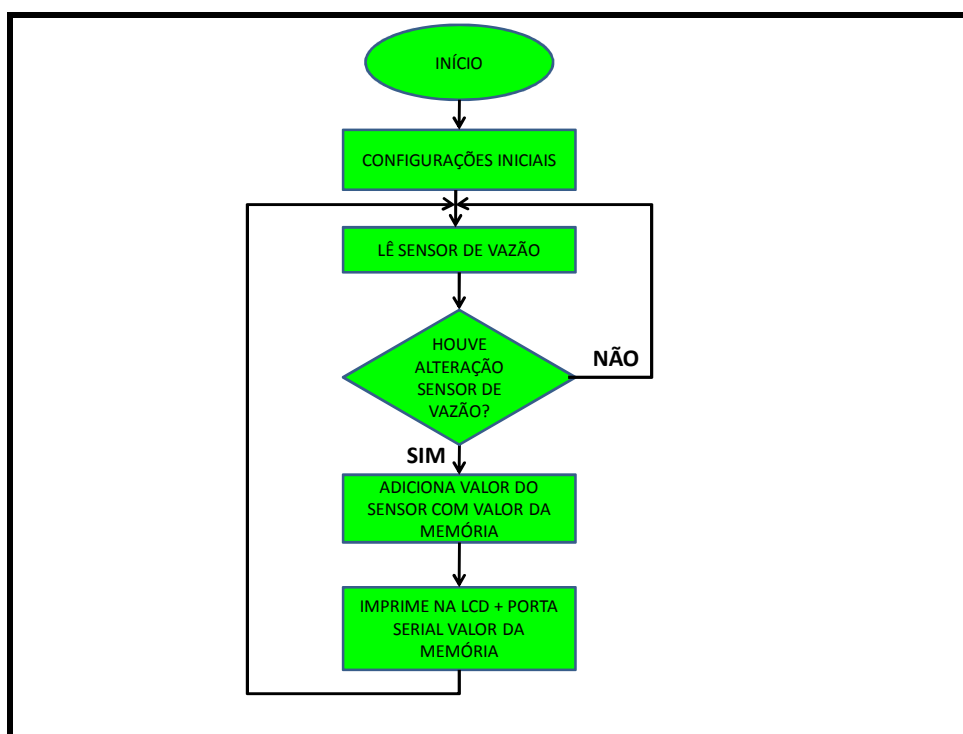 INÍCIO
CONFIGURAÇÕES INICIAIS
LÊ SENSOR DE VAZÃO
HOUVE
ALTERAÇÃO
SENSOR DE
VAZÃO?
NÃO
SIM
ADICIONA VALOR DO
SENSOR COM VALOR DA
MEMÓRIA
IMPRIME NA LCD + PORTA
SERIAL VALOR DA
MEMÓRIA